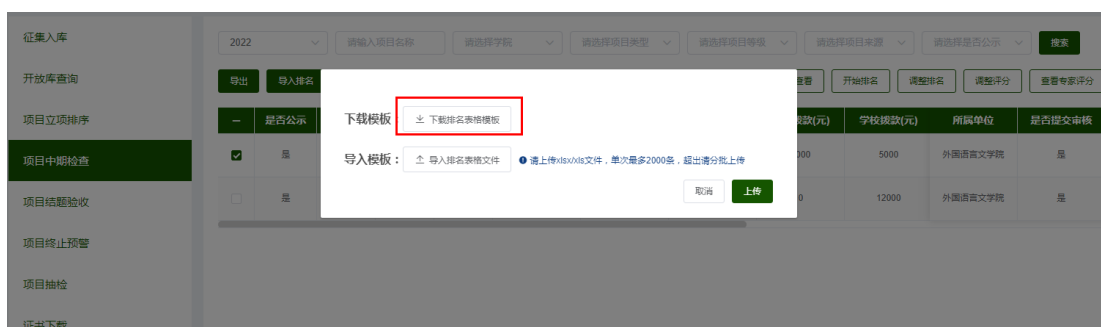 征集入库
开放库查询
项目立项排序
项目中期检查
项目结题验收
项目终止预警
项目抽检
证书下载
2022 请输入项目名称 请选择学院 请选择项目类型 请选择项目等级 请选择项目来源 请选择是否公示 搜索
导出 导入排名 查看 开始排名 调整排名 调整评分 查看专家评分
是否公示 拨款(元) 学校拨款(元) 所属单位 是否提交审核
是 000 5000 外国语言文学院 是
是 0 12000 外国语言文学院 是
下载模板 下载排名表格模板
导入模板： 导入排名表格文件 请上传xlsx/xls文件，单次最多2000条，超出请分批上传
取消 上传